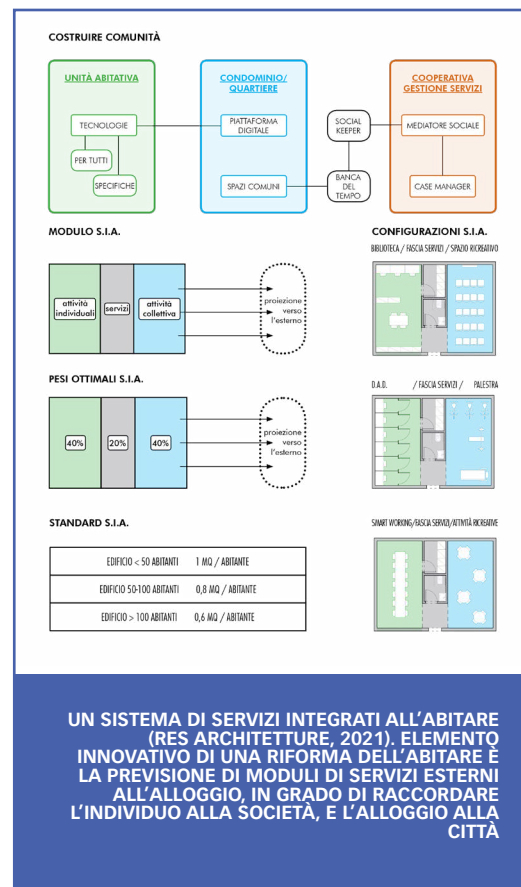 COSTRUIRE COMUNITÀ
UNITÀ ABITATIVA
TECNOLOGIE
PER TUTTI
SPECIFICHE
CONDOMINIO/
QUARTIERE
PIATTAFORMA
DIGITALE
SPAZI COMUNI
SOCIAL
KEEPER
BANCA
DEL
TEMPO
COOPERATIVA
GESTIONE SERVIZI
MEDIATORE SOCIALE
CASE MANAGER
MODULO S.I.A.
attività
individuali
servizi
attività
collettiva
proiezione
verso
l'esterno
PESI OTTIMALI S.I.A.
40%
20%
40%
proiezione
verso
l'esterno
STANDARD S.I.A.
EDIFICIO < 50 ABITANTI 1 MQ / ABITANTE
EDIFICIO 50-100 ABITANTI 0,8 MQ / ABITANTE
EDIFICIO > 100 ABITANTI 0,6 MQ / ABITANTE
CONFIGURAZIONI S.I.A.
BIBLIOTECA / FASCIA SERVIZI / SPAZIO RICREATIVO
D.A.D. / FASCIA SERVIZI / PALESTRA
SMART WORKING/FASCIA SERVIZI/ATTIVITÀ RICREATIVE
UN SISTEMA DI SERVIZI INTEGRATI ALL'ABITARE
(RES ARCHITETTURE, 2021). ELEMENTO
INNOVATIVO DI UNA RIFORMA DELL'ABITARE È
LA PREVISIONE DI MODULI DI SERVIZI ESTERNI
ALL'ALLOGGIO, IN GRADO DI RACCORDARE
L'INDIVIDUO ALLA SOCIETÀ, E L'ALLOGGIO ALLA
CITTÀ